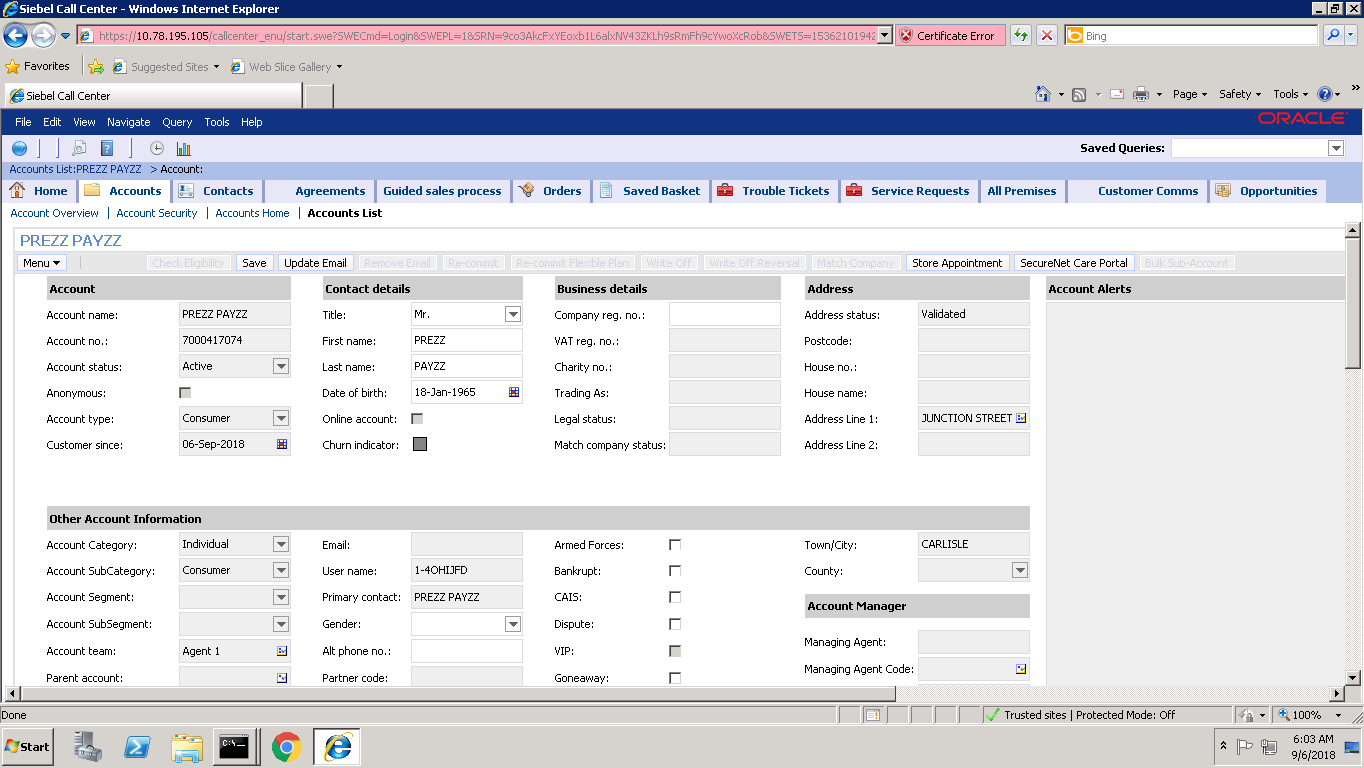 Siebel Call Center - Windows Internet Explorer
https://10.78.195.105/callcenter_enu/start.swe?SWECmd=Login&SWEPL=1&SRN=9co3AkcFxYEoxb1L6alxNV43ZKLh9sRmFh9cYwoXcRob&SWETS=15362101942 Certificate Error Bing
Favorites Suggested Sites Web Slice Gallery
Siebel Call Center Page Safety Tools
File Edit View Navigate Query Tools Help ORACLE
Saved Queries:
Accounts List:PREZZ PAYZZ > Account:
Home Accounts Contacts Agreements Guided sales process Orders Saved Basket Trouble Tickets Service Requests All Premises Customer Comms Opportunities
Account Overview | Account Security | Accounts Home | Accounts List
PREZZ PAYZZ
Menu Check Eligibility Save Update Email Remove Email Re-commit Re-commit Flexible Plan Write Off Write Off Reversal Match Company Store Appointment SecureNet Care Portal Bulk Sub-Account
Account Contact details Business details Address Account Alerts
Account name: PREZZ PAYZZ Title: Mr. Company reg. no.: Address status: Validated
Account no.: 7000417074 First name: PREZZ VAT reg. no.: Postcode:
Account status: Active Last name: PAYZZ Charity no.: House no.:
Anonymous: Date of birth: 18-Jan-1965 Trading As: House name:
Account type: Consumer Online account: Legal status: Address Line 1: JUNCTION STREET
Customer since: 06-Sep-2018 Churn indicator: Match company status: Address Line 2:
Other Account Information
Account Category: Individual Email: Armed Forces: Town/City: CARLISLE
Account SubCategory: Consumer User name: 1-4OHIJFD Bankrupt: County:
Account Segment: Primary contact: PREZZ PAYZZ CAIS: Account Manager
Account SubSegment: Gender: Dispute:
Account team: Agent 1 Alt phone no.: VIP: Managing Agent:
Parent account: Partner code: Goneaway: Managing Agent Code:
Done Trusted sites | Protected Mode: Off 100%
Start C:\ 6:03 AM
9/6/2018